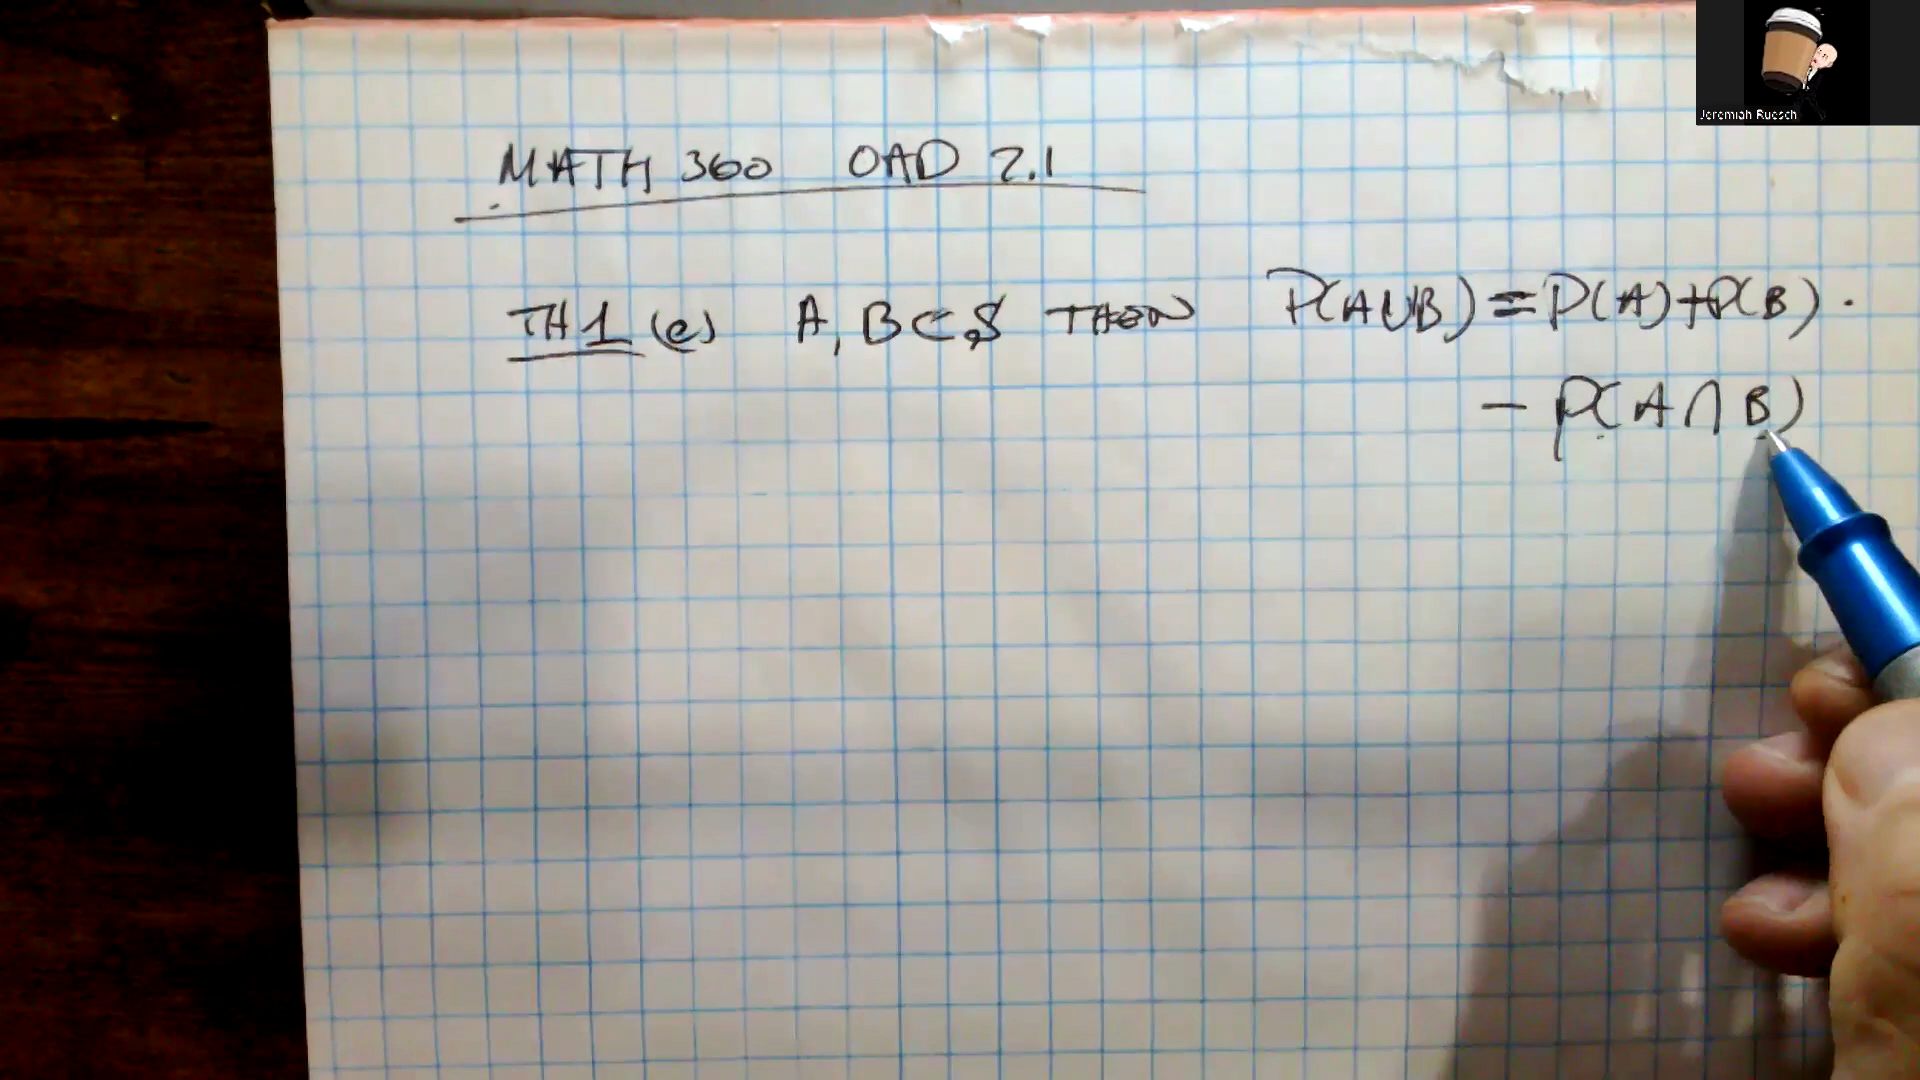 MATH 360 OAD 2.1
TH 1 (e) A, B ⊂ S THEN P(A∪B) = P(A)+P(B)
- P(A∩B)
Jeremiah Ruesch